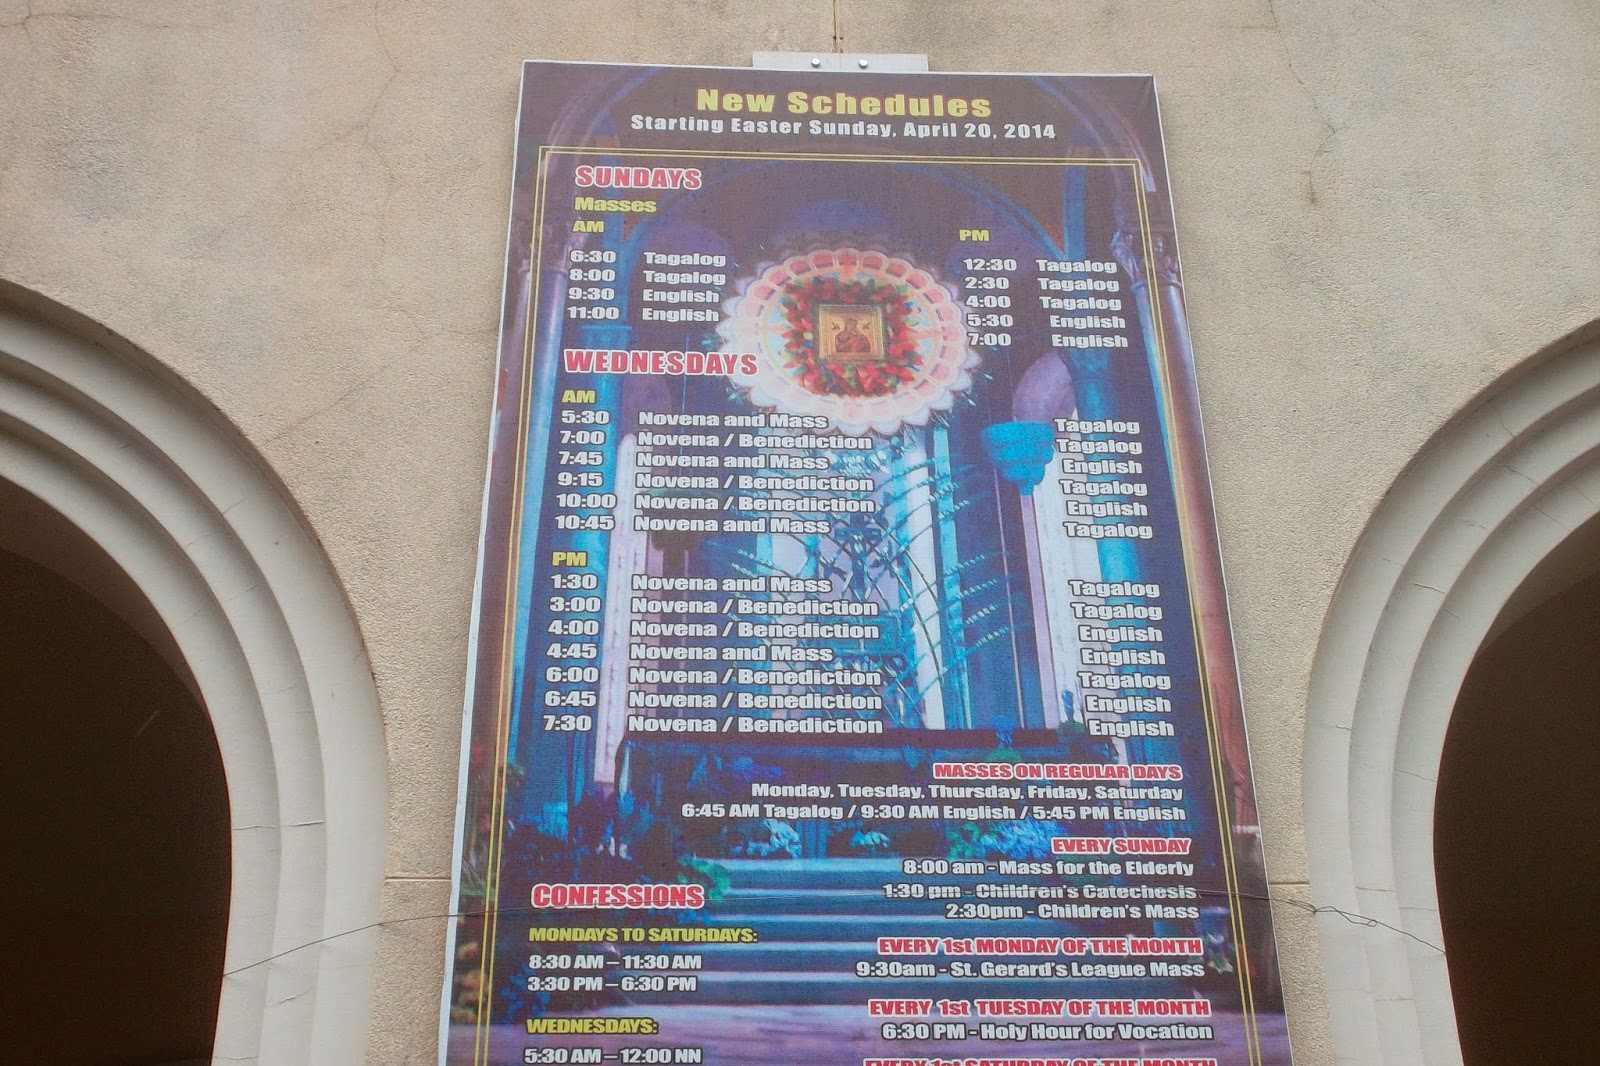 New Schedules
Starting Easter Sunday, April 20, 2014
SUNDAYS
Masses
AM
6:30 Tagalog
8:00 Tagalog
9:30 English
11:00 English
PM
12:30 Tagalog
2:30 Tagalog
4:00 Tagalog
5:30 English
7:00 English
WEDNESDAYS
AM
5:30 Novena and Mass Tagalog
7:00 Novena / Benediction Tagalog
7:45 Novena and Mass English
9:15 Novena / Benediction Tagalog
10:00 Novena / Benediction English
10:45 Novena and Mass Tagalog
PM
1:30 Novena and Mass Tagalog
3:00 Novena / Benediction Tagalog
4:00 Novena / Benediction English
4:45 Novena and Mass English
6:00 Novena / Benediction Tagalog
6:45 Novena / Benediction English
7:30 Novena / Benediction English
MASSES ON REGULAR DAYS
Monday, Tuesday, Thursday, Friday, Saturday
6:45 AM Tagalog / 9:30 AM English / 5:45 PM English
EVERY SUNDAY
8:00 am - Mass for the Elderly
1:30 pm - Children's Catechesis
2:30pm - Children's Mass
EVERY 1st MONDAY OF THE MONTH
9:30am - St. Gerard's League Mass
EVERY 1st TUESDAY OF THE MONTH
6:30 PM - Holy Hour for Vocation
EVERY 1st SATURDAY OF THE MONTH
CONFESSIONS
MONDAYS TO SATURDAYS:
8:30 AM – 11:30 AM
3:30 PM – 6:30 PM
WEDNESDAYS:
5:30 AM – 12:00 NN